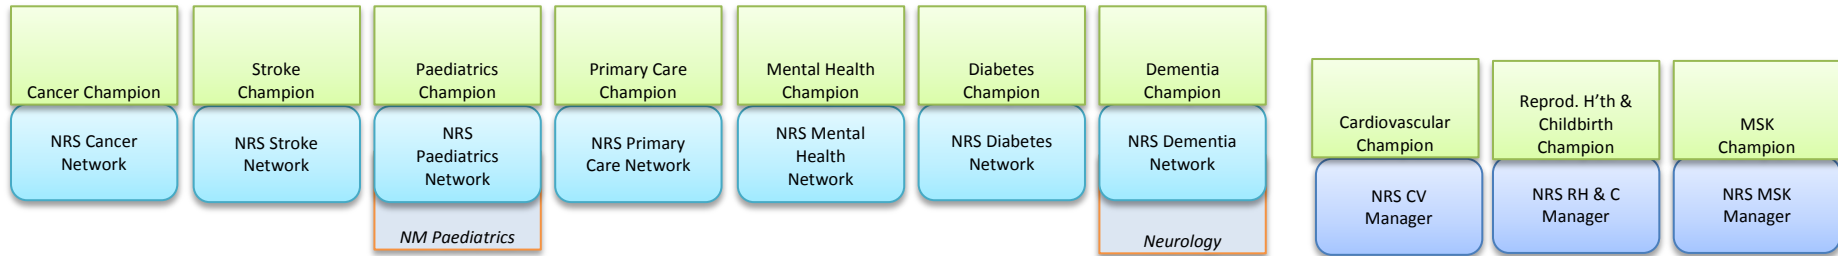 Cancer Champion
NRS Cancer
Network
Stroke
Champion
NRS Stroke
Network
Paediatrics
Champion
NRS
Paediatrics
Network
NM Paediatrics
Primary Care
Champion
NRS Primary
Care Network
Mental Health
Champion
NRS Mental
Health
Network
Diabetes
Champion
NRS Diabetes
Network
Dementia
Champion
NRS Dementia
Network
Neurology
Cardiovascular
Champion
NRS CV
Manager
Reprod. H’th &
Childbirth
Champion
NRS RH & C
Manager
MSK
Champion
NRS MSK
Manager